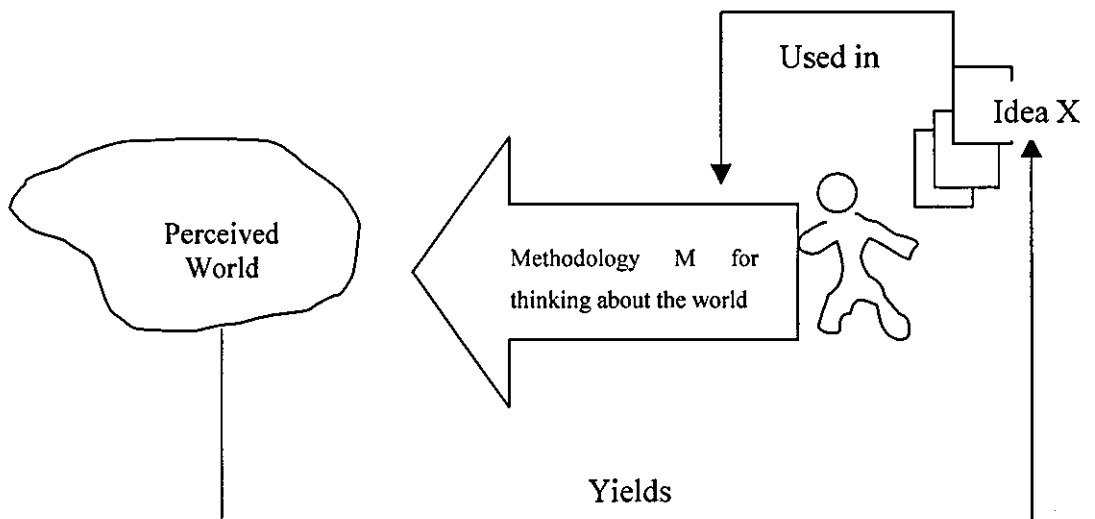 Used in
Idea X
Perceived
World
Methodology M for
thinking about the world
Yields